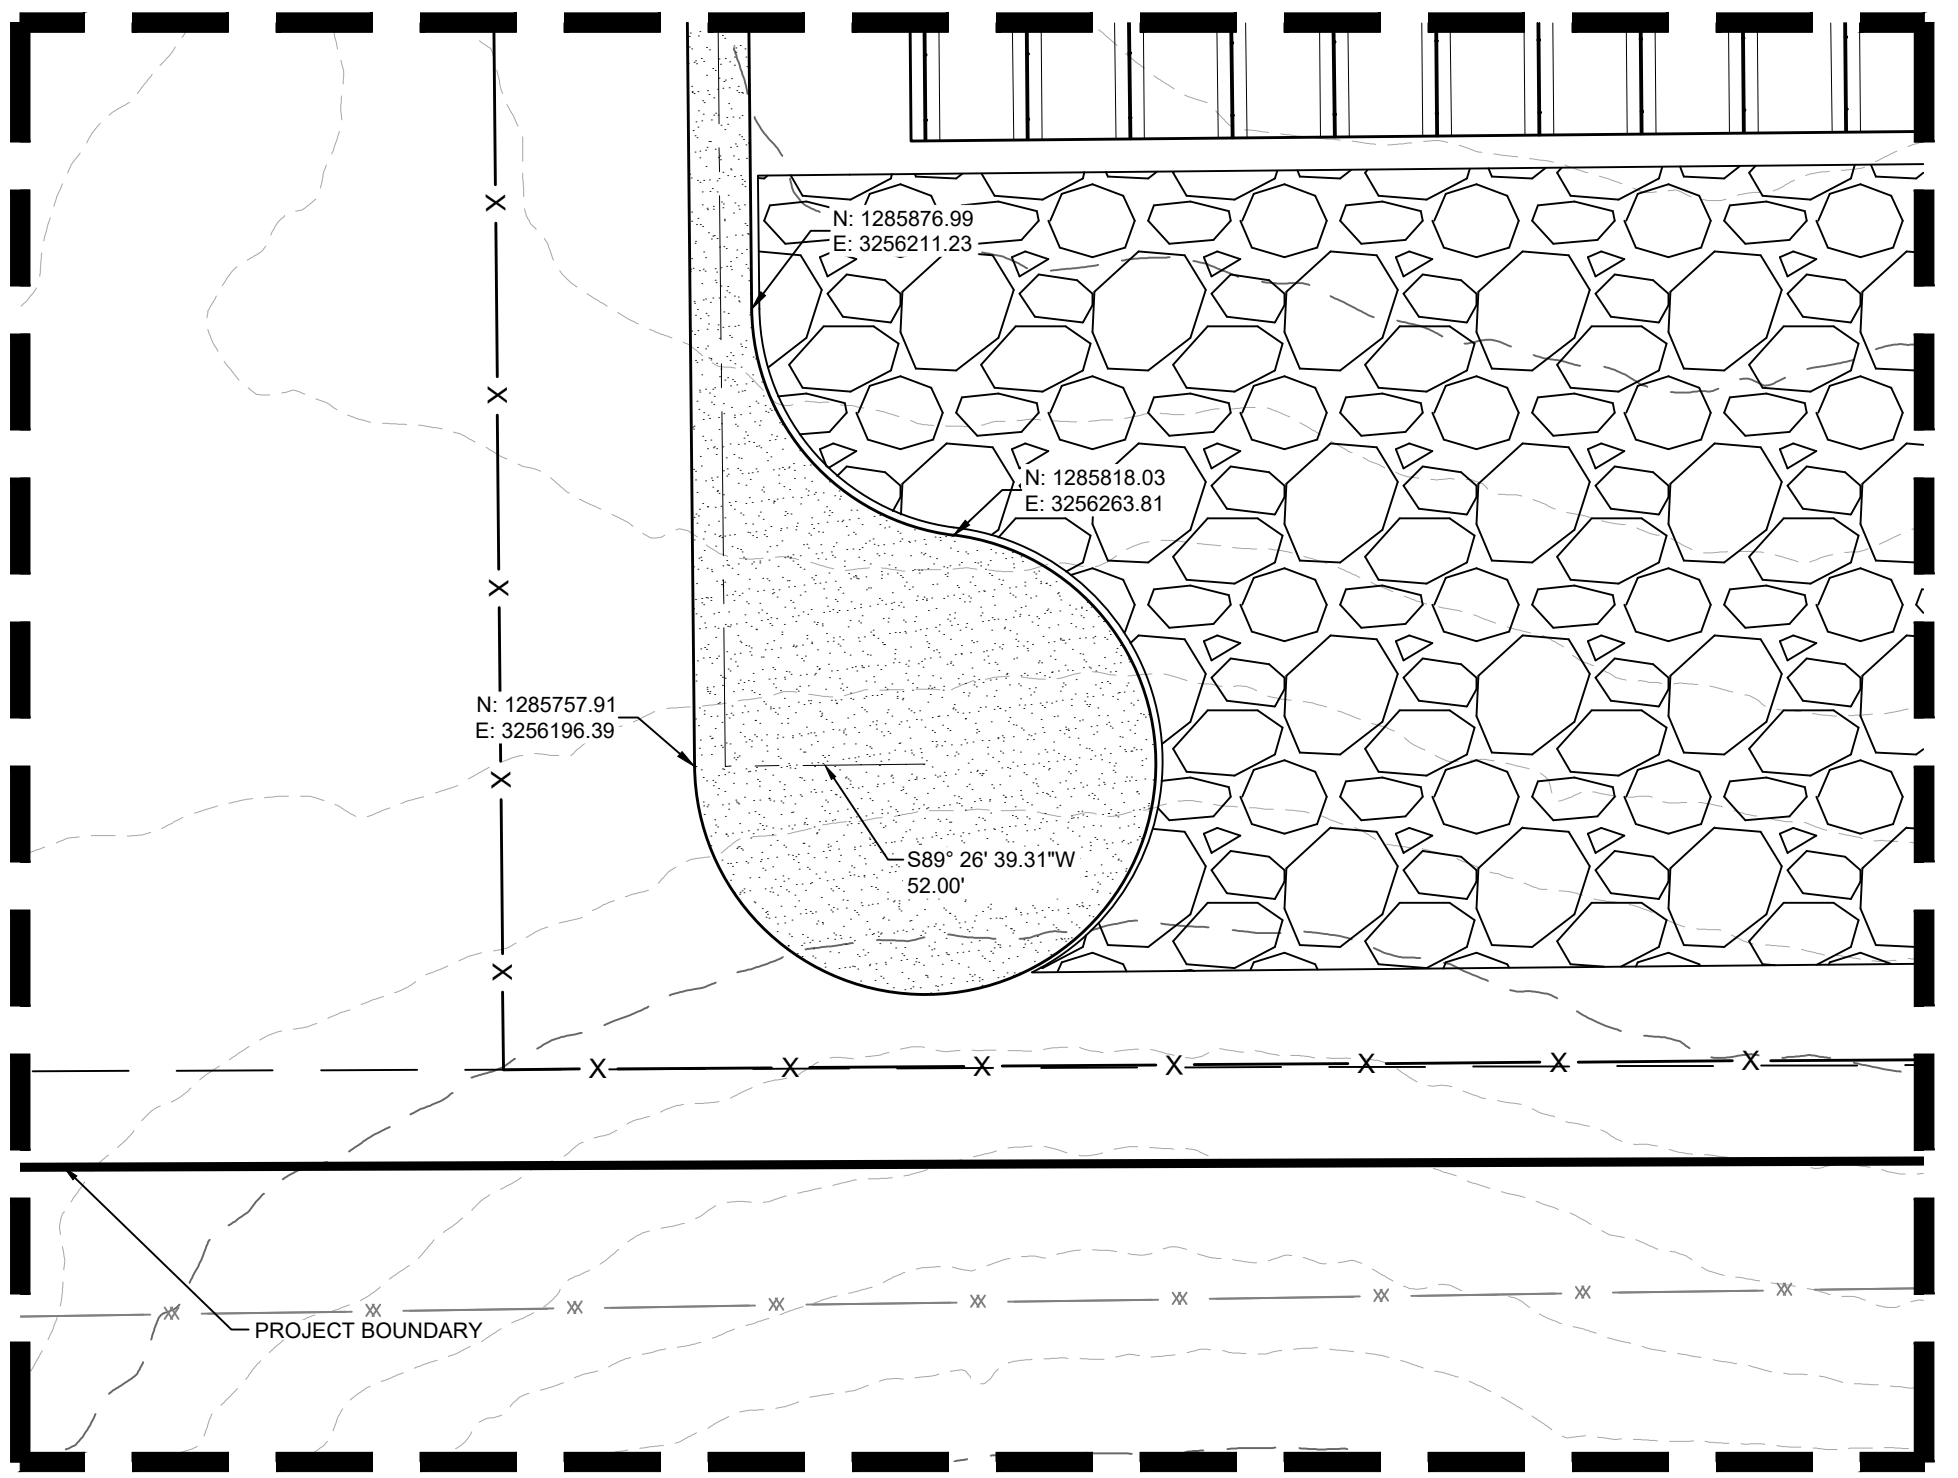 N: 1285876.99
E: 3256211.23
N: 1285818.03
E: 3256263.81
N: 1285757.91
E: 3256196.39
S89° 26' 39.31"W
52.00'
PROJECT BOUNDARY